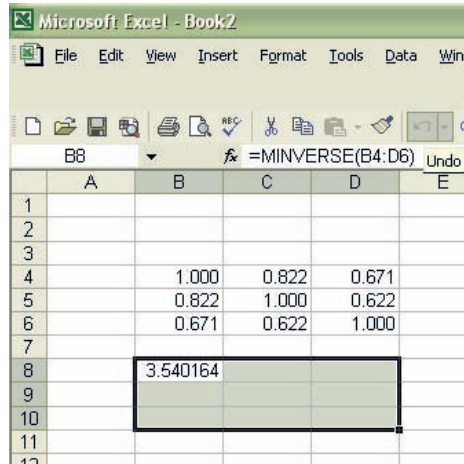 Microsoft Excel - Book2
File Edit View Insert Format Tools Data Win
ABC
B8 fx =MINVERSE(B4:D6) Undo
A B C D E
1
2
3
4 1.000 0.822 0.671
5 0.822 1.000 0.622
6 0.671 0.622 1.000
7
8 3.540164
9
10
11
12